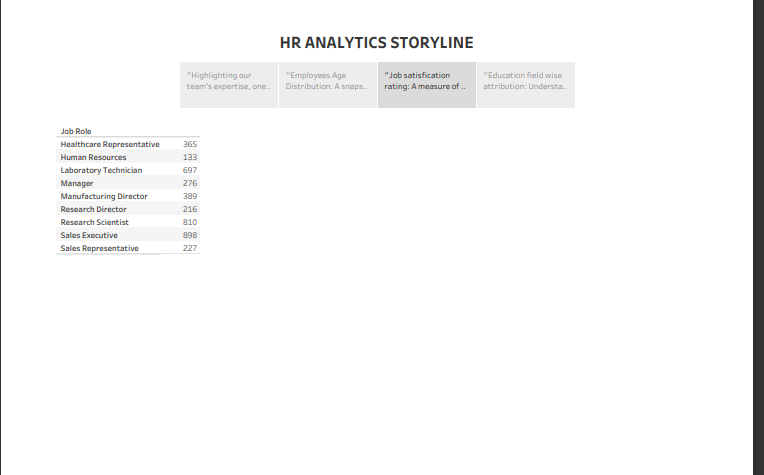 HR ANALYTICS STORYLINE
"Highlighting our
team's expertise, one..
"Employees Age
Distribution: A snaps..
"Job satisfication
rating: A measure of ..
"Education field wise
attribution: Understa..
Job Role
Healthcare Representative 365
Human Resources 133
Laboratory Technician 697
Manager 276
Manufacturing Director 389
Research Director 216
Research Scientist 810
Sales Executive 898
Sales Representative 227